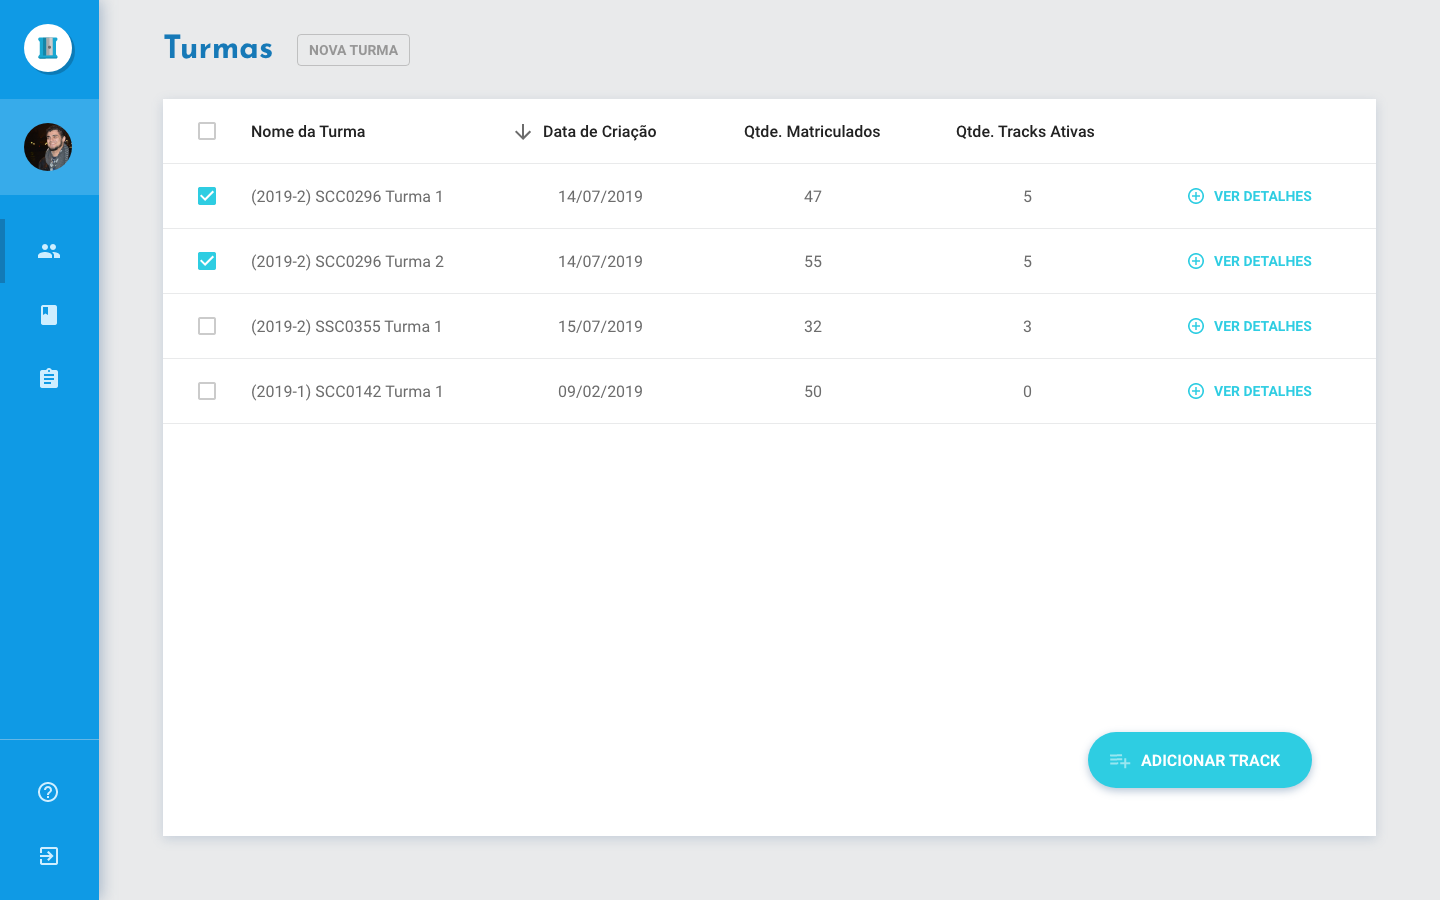 Turmas NOVA TURMA
Nome da Turma Data de Criação Qtde. Matriculados Qtde. Tracks Ativas
(2019-2) SCC0296 Turma 1 14/07/2019 47 5 VER DETALHES
(2019-2) SCC0296 Turma 2 14/07/2019 55 5 VER DETALHES
(2019-2) SSC0355 Turma 1 15/07/2019 32 3 VER DETALHES
(2019-1) SCC0142 Turma 1 09/02/2019 50 0 VER DETALHES
ADICIONAR TRACK